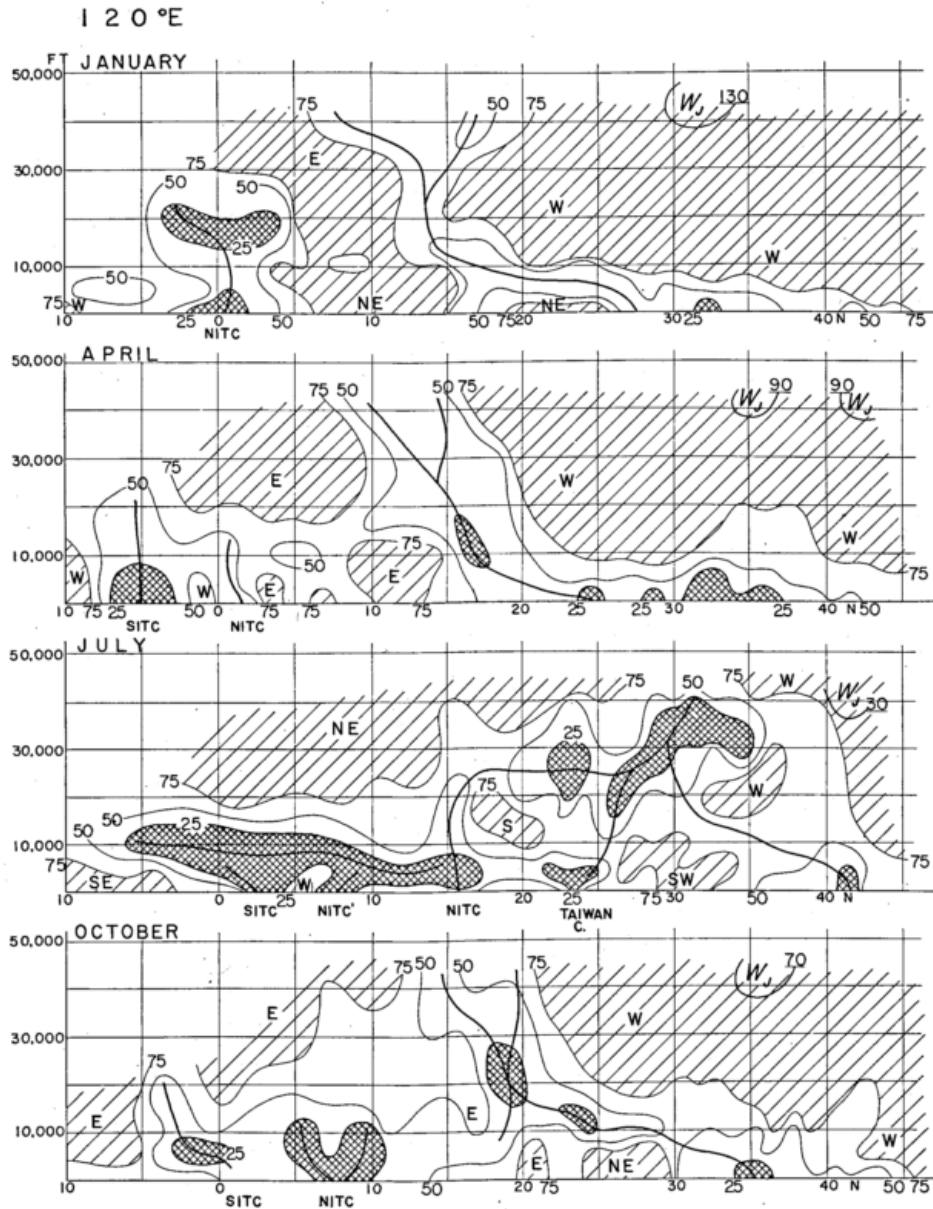 120°E
FT JANUARY
50,000
75 50 75 W_J 130
E
75
30,000
50 50
W
25
W
10,000
50
75 W NE NE
10 25 0 50 10 50 75 20 30 25 40 N 50 75
NITC
APRIL
50,000
75 50 50 75 W_J 90 90 W_J
30,000
75 E W
50
10,000 75 W
50
W W E E 75
10 75 25 50 0 75 75 10 75 20 25 30 25 40 N 50
SITC NITC
JULY
50,000
75 50 75 W W_J 30
NE
25
30,000
75 75 W
50 25 S
10,000
75 SE W SW 75
10 0 25 10 20 25 75 30 50 40 N
SITC NITC' NITC TAIWAN
C.
OCTOBER
50,000
75 50 50 75 W_J 70
E W
30,000
75
E E
10,000 W
25 E NE
10 0 10 50 20 75 30 25 40 N 50 75
SITC NITC